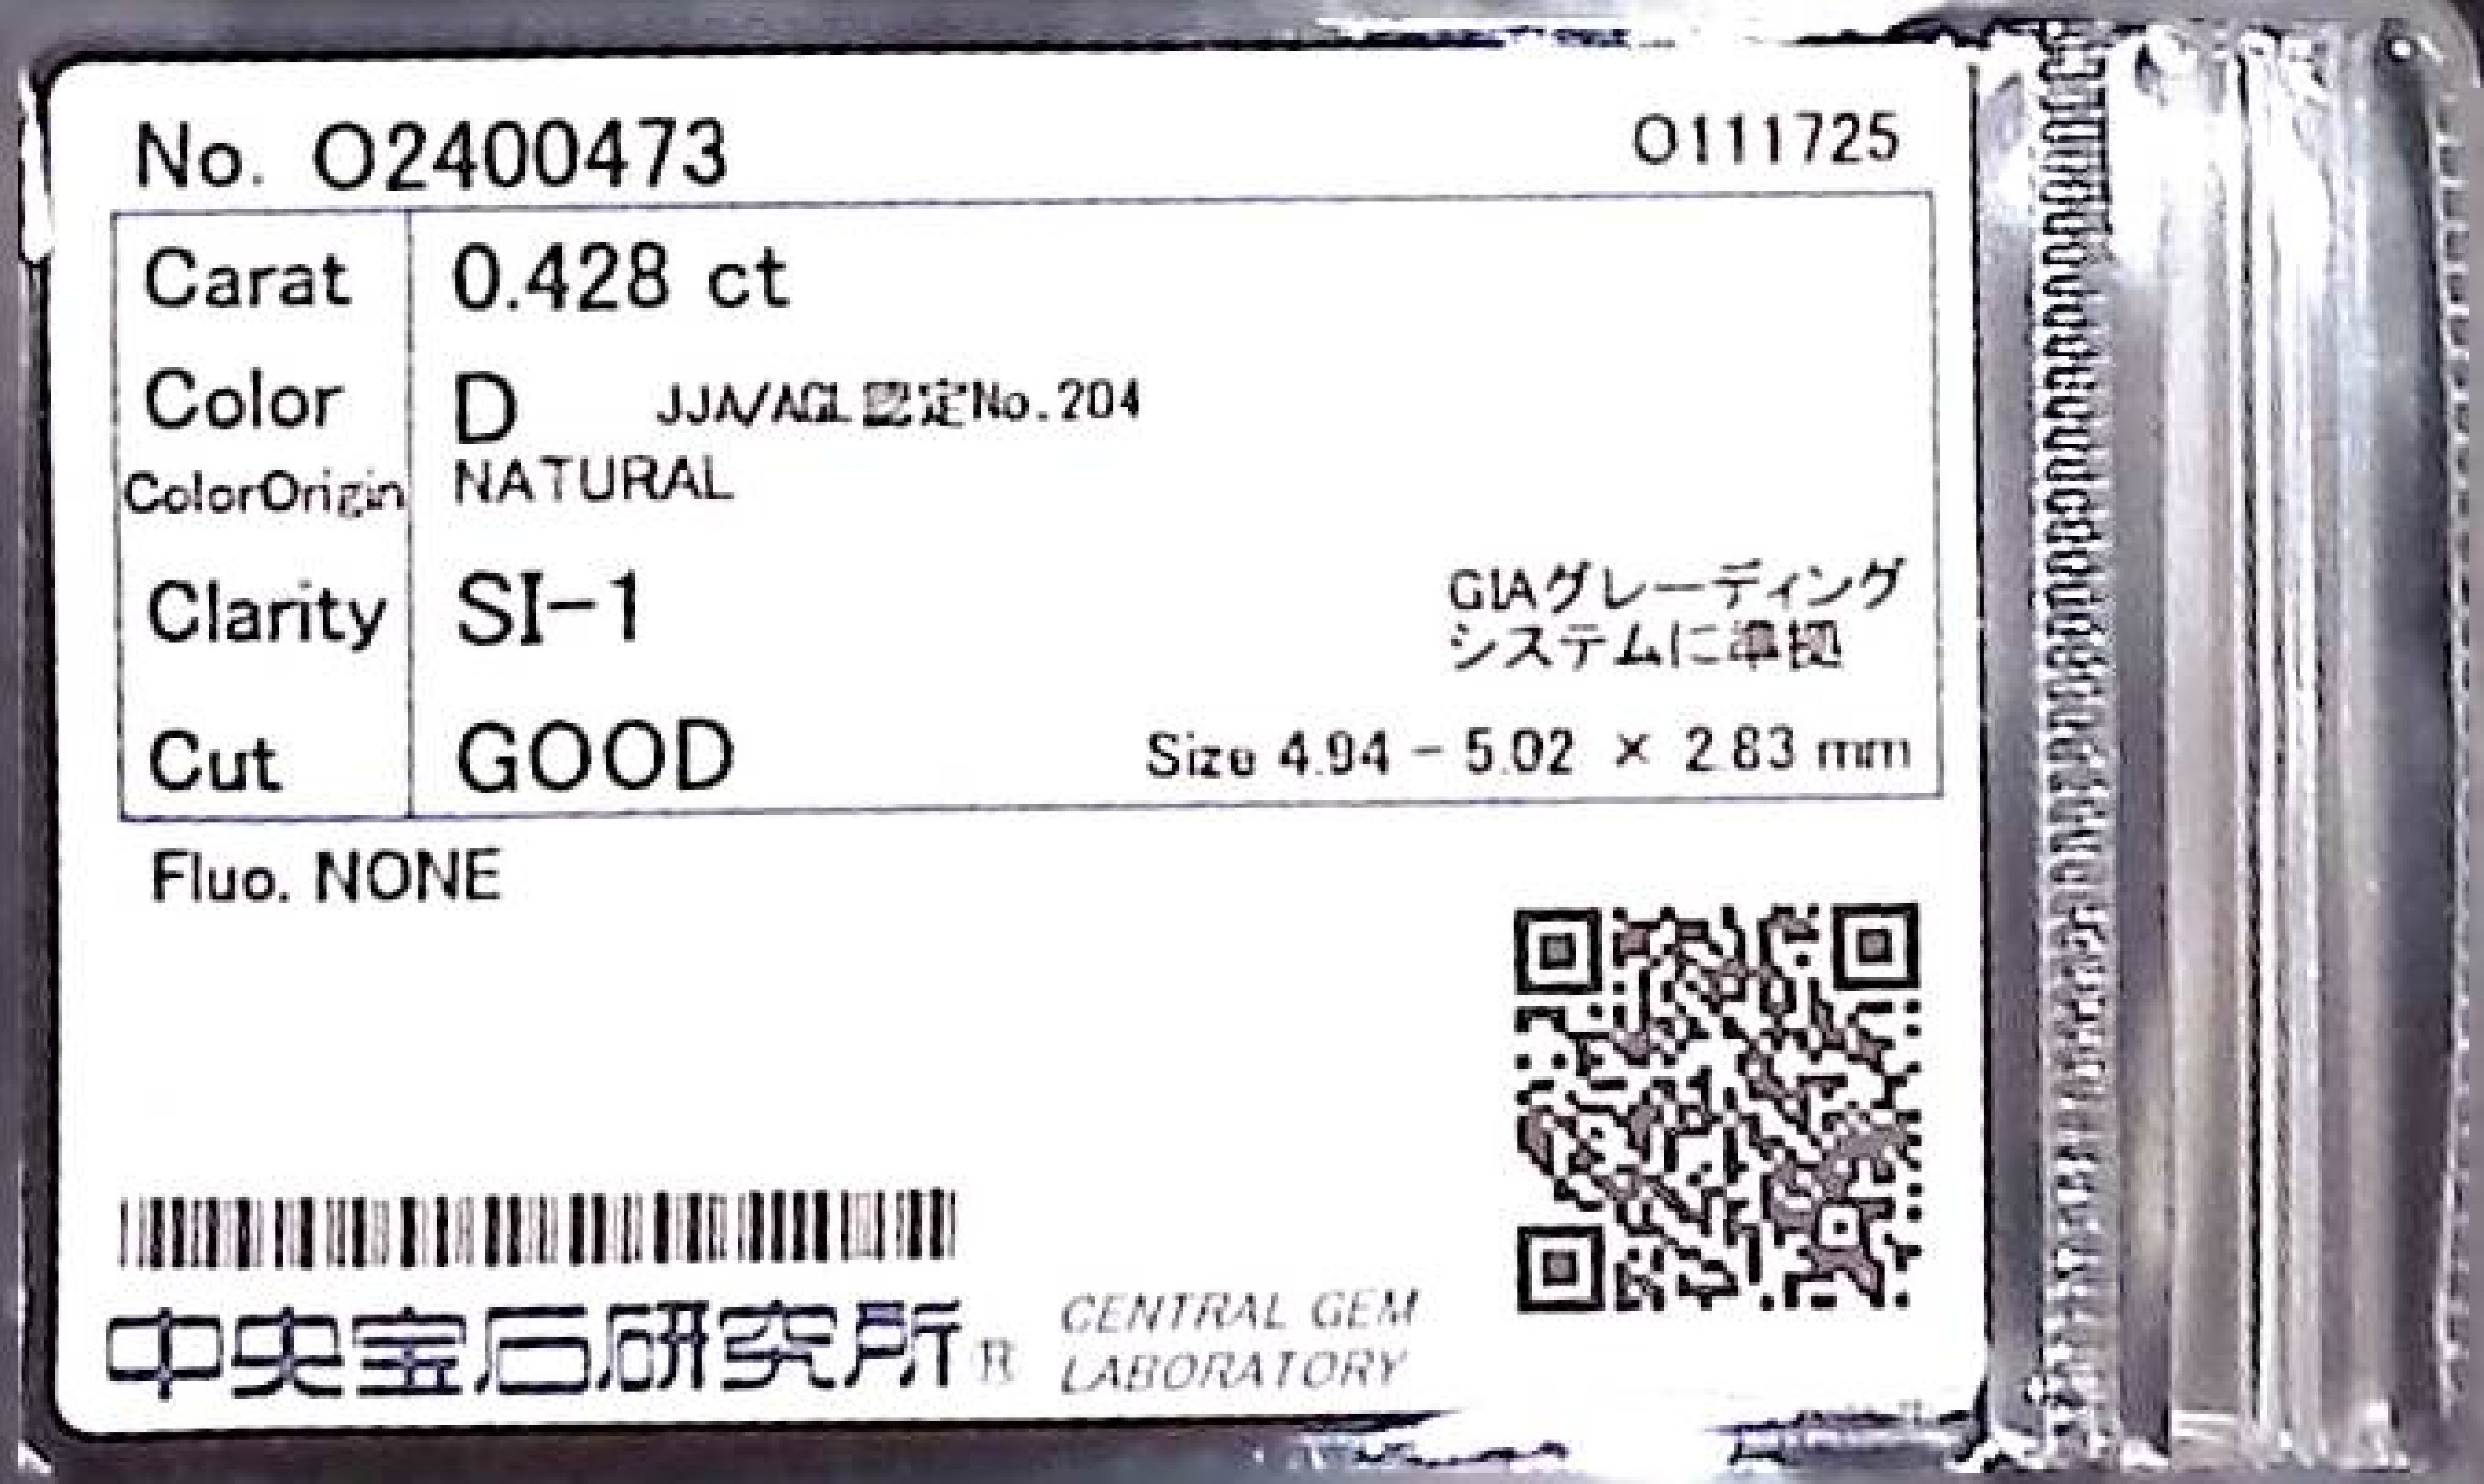 No. O2400473 O111725
Carat 0.428 ct
Color D JJA/AGL認定No.204
ColorOrigin NATURAL
Clarity SI-1 GIAグレーディング
システムに準拠
Cut GOOD Size 4.94 - 5.02 × 2.83 mm
Fluo. NONE
中央宝石研究所® CENTRAL GEM
LABORATORY